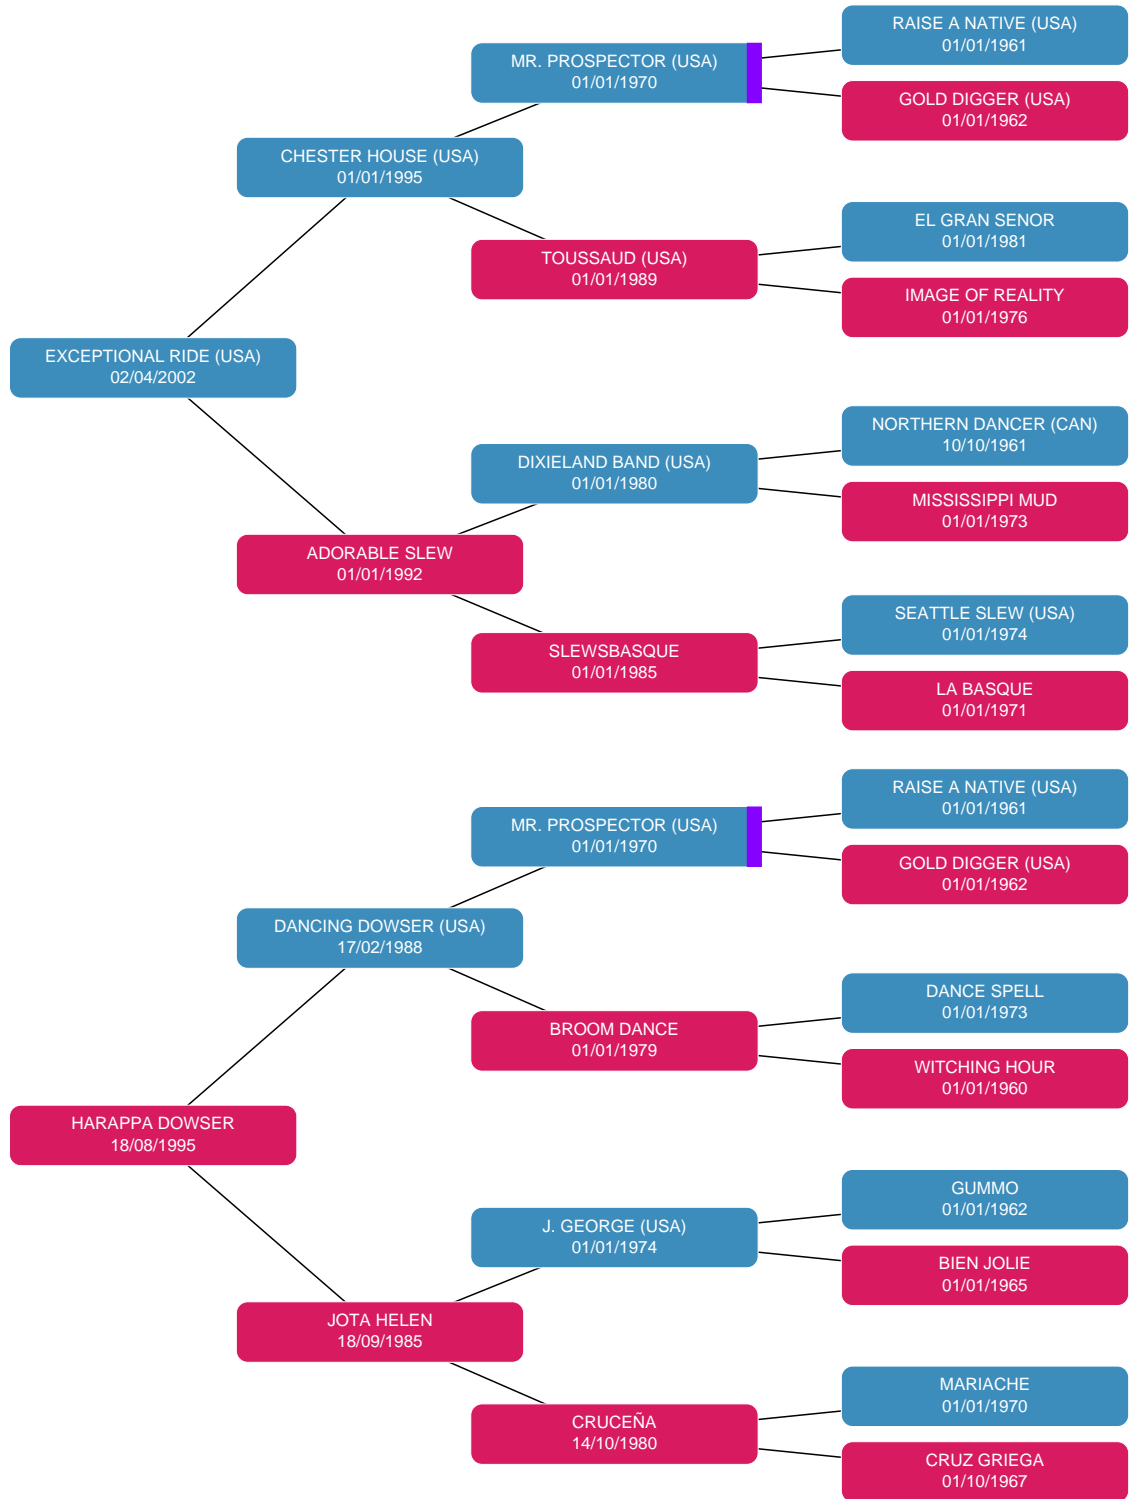 RAISE A NATIVE (USA)
01/01/1961
MR. PROSPECTOR (USA)
01/01/1970
GOLD DIGGER (USA)
01/01/1962
CHESTER HOUSE (USA)
01/01/1995
EL GRAN SENOR
01/01/1981
TOUSSAUD (USA)
01/01/1989
IMAGE OF REALITY
01/01/1976
EXCEPTIONAL RIDE (USA)
02/04/2002
NORTHERN DANCER (CAN)
10/10/1961
DIXIELAND BAND (USA)
01/01/1980
MISSISSIPPI MUD
01/01/1973
ADORABLE SLEW
01/01/1992
SEATTLE SLEW (USA)
01/01/1974
SLEWSBASQUE
01/01/1985
LA BASQUE
01/01/1971
RAISE A NATIVE (USA)
01/01/1961
MR. PROSPECTOR (USA)
01/01/1970
GOLD DIGGER (USA)
01/01/1962
DANCING DOWSER (USA)
17/02/1988
DANCE SPELL
01/01/1973
BROOM DANCE
01/01/1979
WITCHING HOUR
01/01/1960
HARAPPA DOWSER
18/08/1995
GUMMO
01/01/1962
J. GEORGE (USA)
01/01/1974
BIEN JOLIE
01/01/1965
JOTA HELEN
18/09/1985
MARIACHE
01/01/1970
CRUCEÑA
14/10/1980
CRUZ GRIEGA
01/10/1967